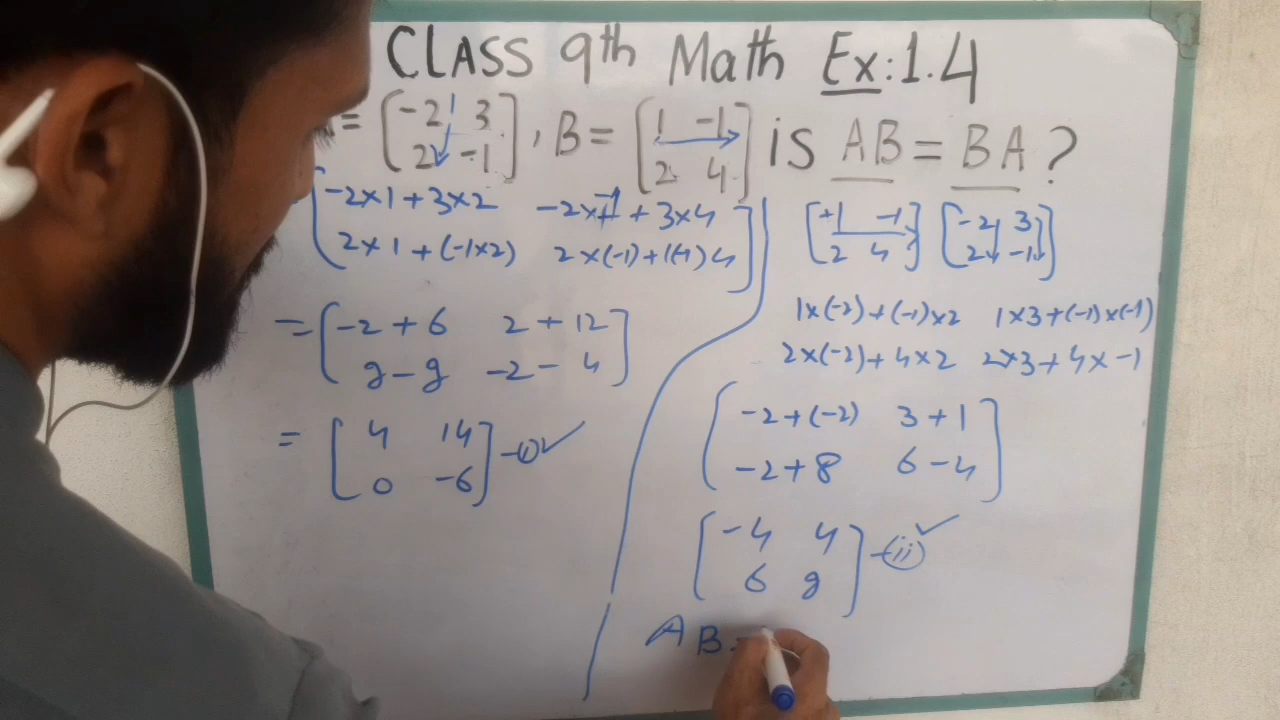 CLASS 9th Math Ex:1.4
= [-2 3], B = [1 -1] is AB = BA ?
2 -1 2 4
= [-2×1+3×2 -2×-1+3×4]
2×1+(-1×2) 2×(-1)+(-1)4
= [-2+6 2+12]
2-2 -2-4
= [4 14] -(i)✓
0 -6
[+1 -1] [-2 3]
2 4 2 -1
1×(-2)+(-1)×2 1×3+(-1)×(-1)
2×(-2)+4×2 2×3+4×-1
[-2+(-2) 3+1]
-2+8 6-4
[-4 4] -(ii)✓
6 2
AB=